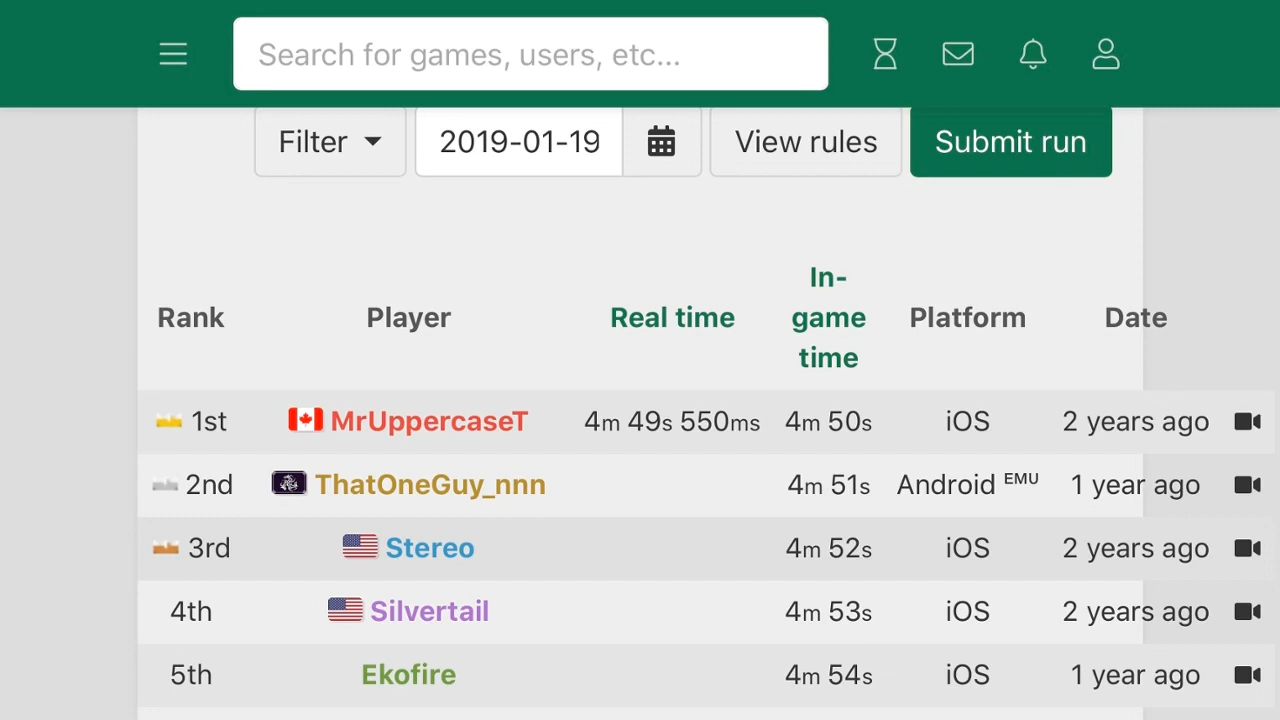 Search for games, users, etc...
Filter 2019-01-19 View rules Submit run
Rank Player Real time In-game time Platform Date
1st MrUppercaseT 4m 49s 550ms 4m 50s iOS 2 years ago
2nd ThatOneGuy_nnn 4m 51s Android EMU 1 year ago
3rd Stereo 4m 52s iOS 2 years ago
4th Silvertail 4m 53s iOS 2 years ago
5th Ekofire 4m 54s iOS 1 year ago